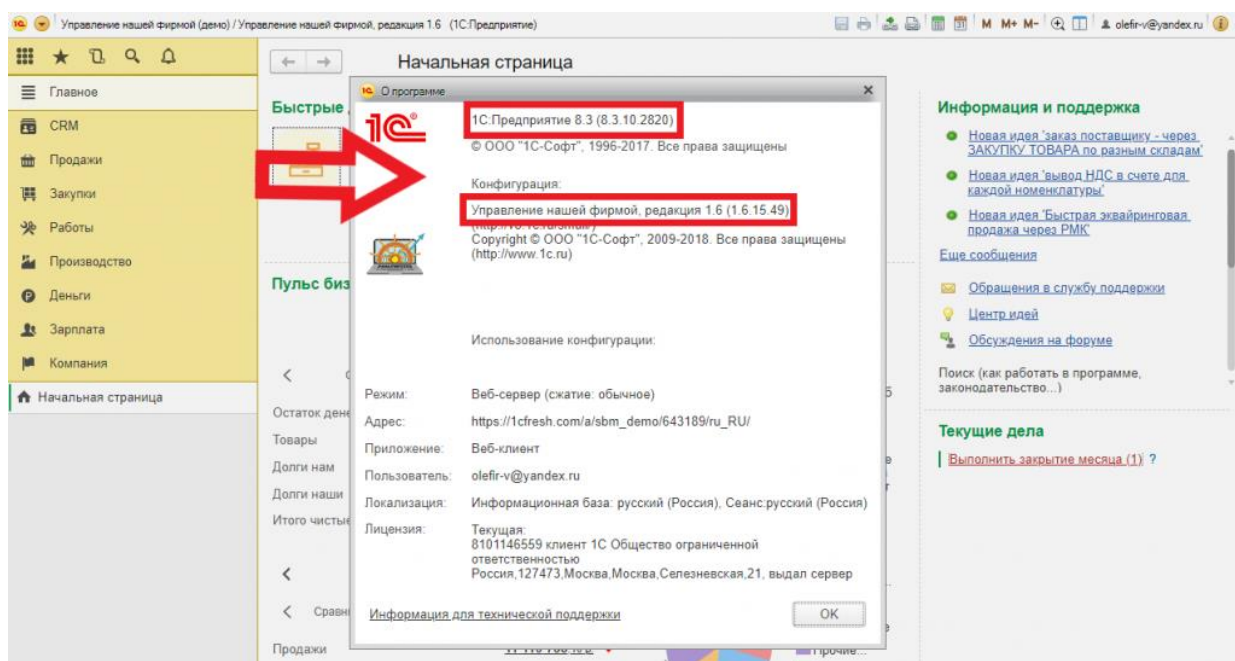 Управление нашей фирмой (демо) / Управление нашей фирмой, редакция 1.6 (1С:Предприятие)
M M+ M-
olefir-v@yandex.ru
Главное
CRM
Продажи
Закупки
Работы
Производство
Деньги
Зарплата
Компания
Начальная страница
Начальная страница
Быстрые
Пульс биз
Остаток дене
Товары
Долги нам
Долги наши
Итого чистые
Сравн
Продажи
О программе
1С:Предприятие 8.3 (8.3.10.2820)
© ООО "1С-Софт", 1996-2017. Все права защищены
Конфигурация:
Управление нашей фирмой, редакция 1.6 (1.6.15.49)
Copyright © ООО "1С-Софт", 2009-2018. Все права защищены
(http://www.1c.ru)
Использование конфигурации:
Режим: Веб-сервер (сжатие: обычное)
Адрес: https://1cfresh.com/a/sbm_demo/643189/ru_RU/
Приложение: Веб-клиент
Пользователь: olefir-v@yandex.ru
Локализация: Информационная база: русский (Россия), Сеанс:русский (Россия)
Лицензия: Текущая:
8101146559 клиент 1С Общество ограниченной
ответственностью
Россия,127473,Москва,Москва,Селезневская,21, выдал сервер
Информация для технической поддержки
OK
Прочие...
Информация и поддержка
Новая идея 'заказ поставщику - через
ЗАКУПКУ ТОВАРА по разным складам'
Новая идея 'вывод НДС в счете для
каждой номенклатуры'
Новая идея 'Быстрая эквайринговая
продажа через РМК'
Еще сообщения
Обращения в службу поддержки
Центр идей
Обсуждения на форуме
Поиск (как работать в программе,
законодательство...)
Текущие дела
Выполнить закрытие месяца (1) ?